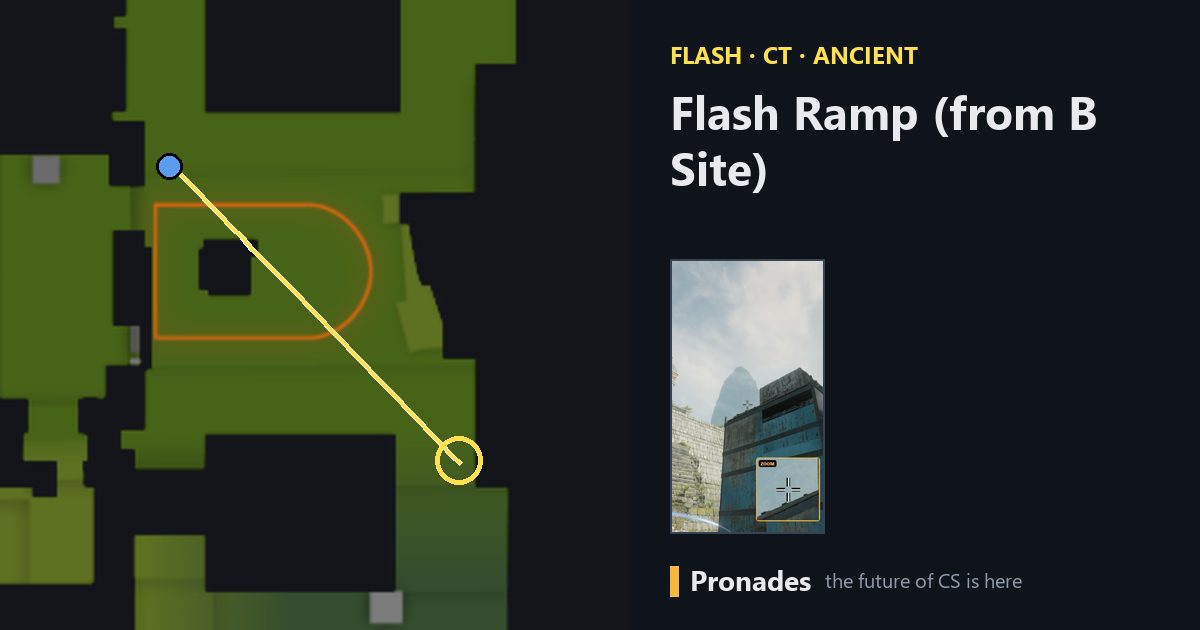 FLASH · CT · ANCIENT
Flash Ramp (from B
Site)
ZOOM
Pronades the future of CS is here